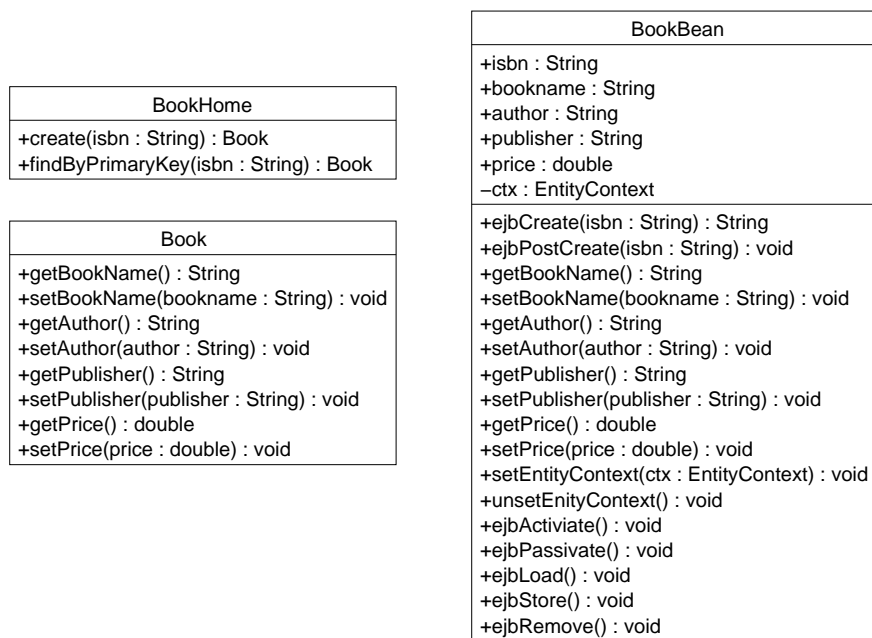 BookHome
+create(isbn : String) : Book
+findByPrimaryKey(isbn : String) : Book
Book
+getBookName() : String
+setBookName(bookname : String) : void
+getAuthor() : String
+setAuthor(author : String) : void
+getPublisher() : String
+setPublisher(publisher : String) : void
+getPrice() : double
+setPrice(price : double) : void
BookBean
+isbn : String
+bookname : String
+author : String
+publisher : String
+price : double
−ctx : EntityContext
+ejbCreate(isbn : String) : String
+ejbPostCreate(isbn : String) : void
+getBookName() : String
+setBookName(bookname : String) : void
+getAuthor() : String
+setAuthor(author : String) : void
+getPublisher() : String
+setPublisher(publisher : String) : void
+getPrice() : double
+setPrice(price : double) : void
+setEntityContext(ctx : EntityContext) : void
+unsetEnityContext() : void
+ejbActiviate() : void
+ejbPassivate() : void
+ejbLoad() : void
+ejbStore() : void
+ejbRemove() : void